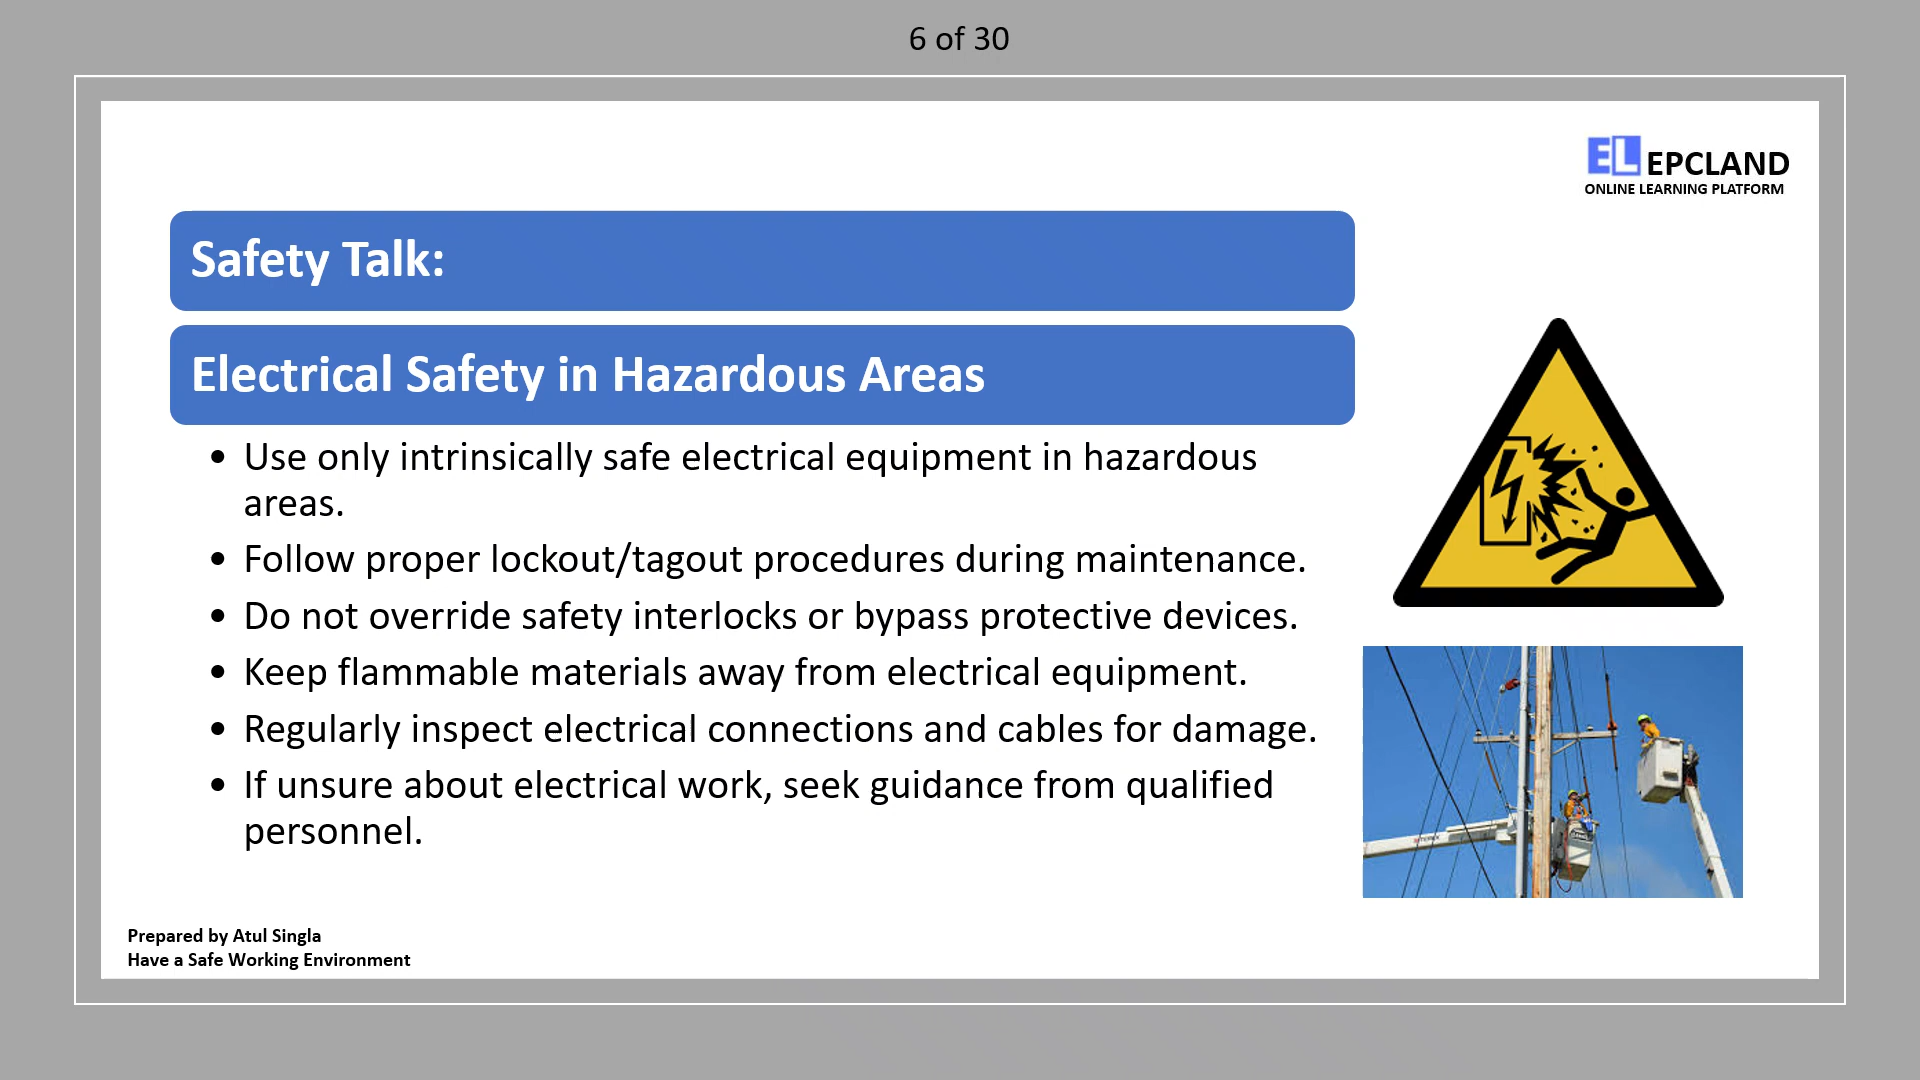 6 of 30
EL EPCLAND
ONLINE LEARNING PLATFORM
Safety Talk:
Electrical Safety in Hazardous Areas
• Use only intrinsically safe electrical equipment in hazardous
areas.
• Follow proper lockout/tagout procedures during maintenance.
• Do not override safety interlocks or bypass protective devices.
• Keep flammable materials away from electrical equipment.
• Regularly inspect electrical connections and cables for damage.
• If unsure about electrical work, seek guidance from qualified
personnel.
Prepared by Atul Singla
Have a Safe Working Environment